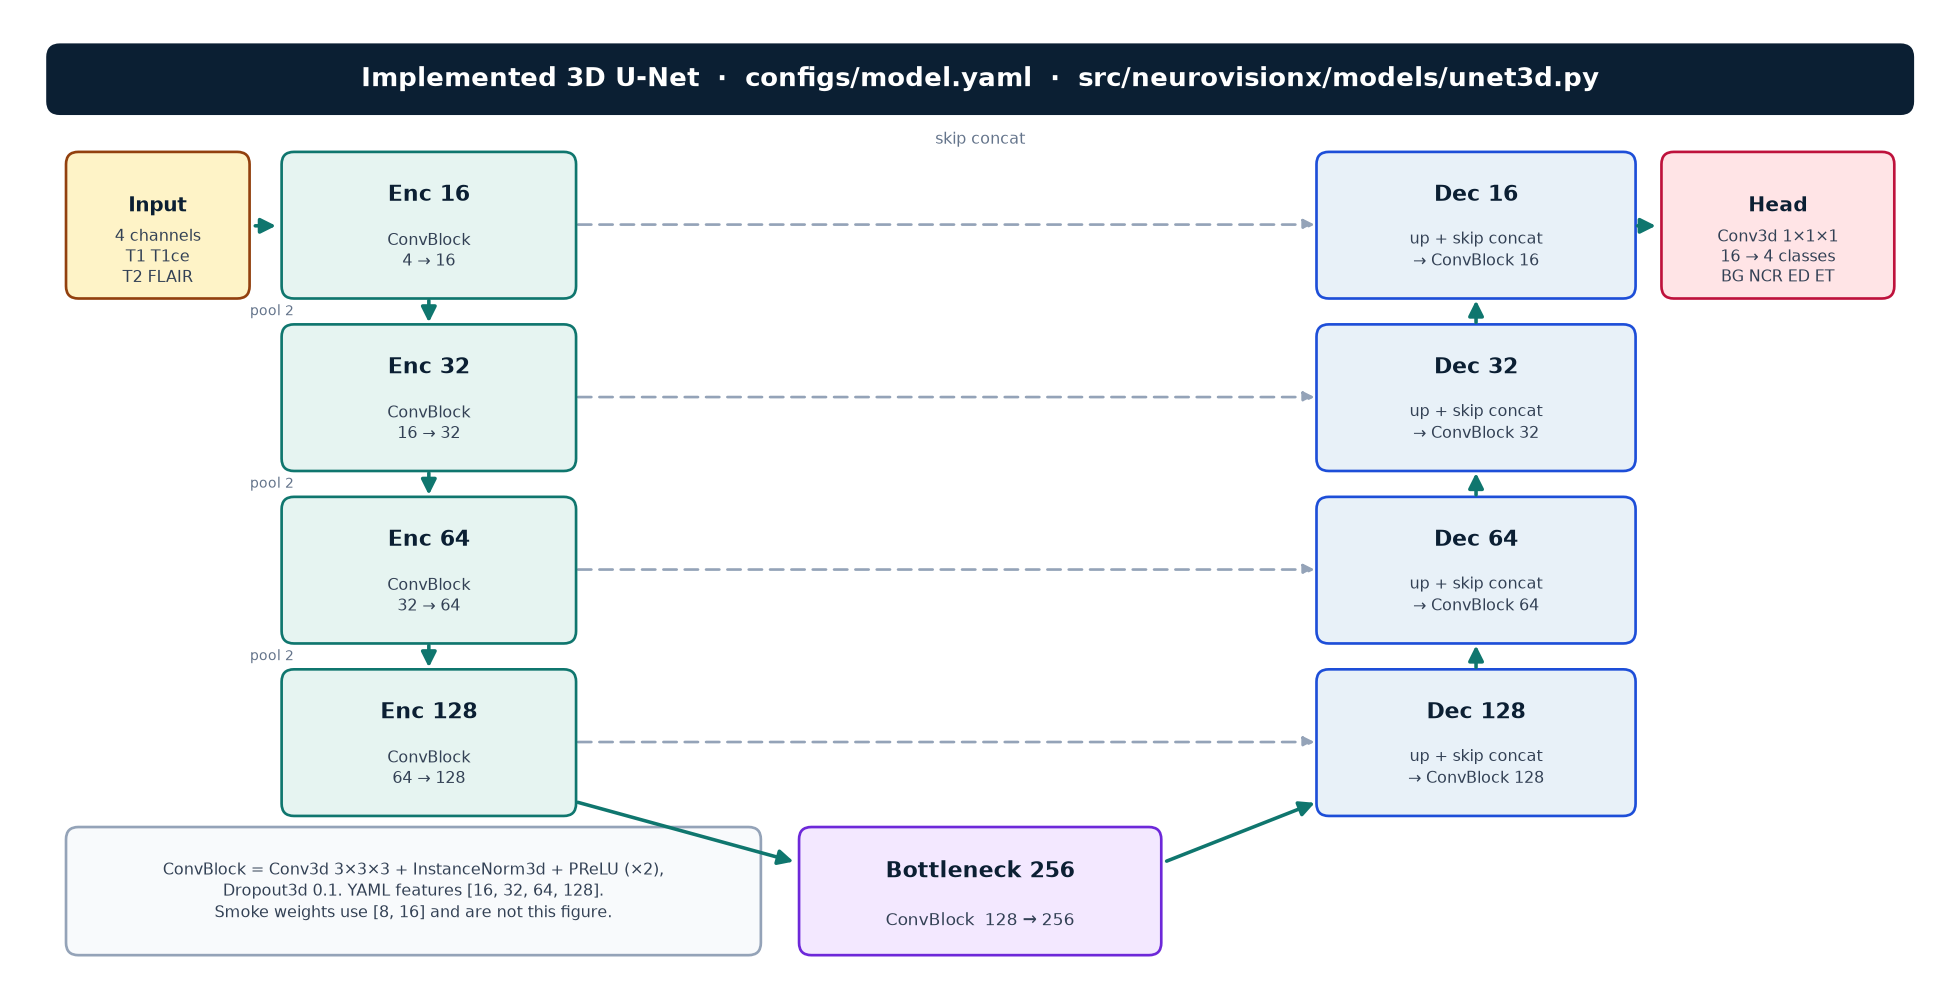 Implemented 3D U-Net · configs/model.yaml · src/neurovisionx/models/unet3d.py
skip concat
Input
4 channels
T1 T1ce
T2 FLAIR
Enc 16
ConvBlock
4 → 16
Dec 16
up + skip concat
→ ConvBlock 16
Head
Conv3d 1×1×1
16 → 4 classes
BG NCR ED ET
pool 2
Enc 32
ConvBlock
16 → 32
Dec 32
up + skip concat
→ ConvBlock 32
pool 2
Enc 64
ConvBlock
32 → 64
Dec 64
up + skip concat
→ ConvBlock 64
pool 2
Enc 128
ConvBlock
64 → 128
Dec 128
up + skip concat
→ ConvBlock 128
ConvBlock = Conv3d 3×3×3 + InstanceNorm3d + PReLU (×2),
Dropout3d 0.1. YAML features [16, 32, 64, 128].
Smoke weights use [8, 16] and are not this figure.
Bottleneck 256
ConvBlock 128 → 256